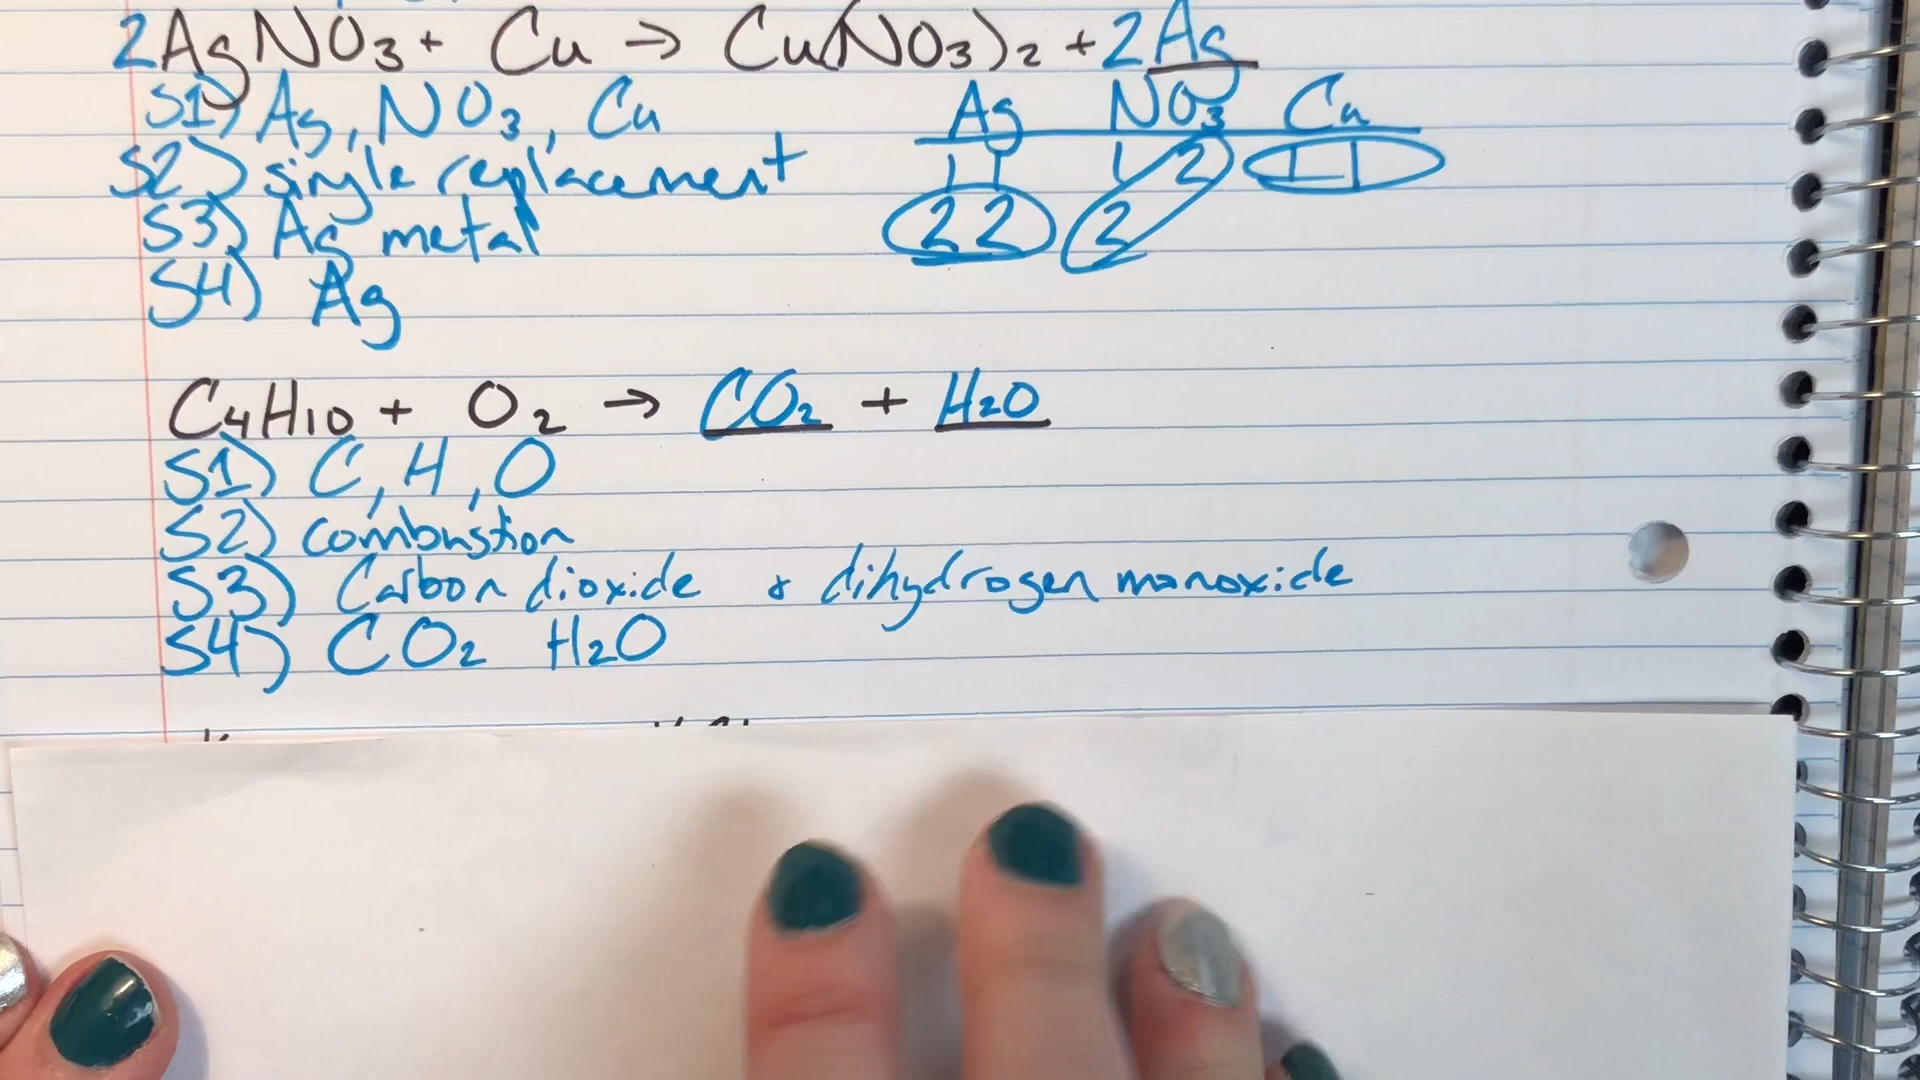 2AgNO3 + Cu → Cu(NO3)2 + 2Ag
S1) Ag, NO3, Cu
Ag NO3 Cu
S2) single replacement
1 1 1 2 1 1
S3) Ag metal
2 2 2
S4) Ag
C4H10 + O2 → CO2 + H2O
S1) C, H, O
S2) combustion
S3) Carbon dioxide & dihydrogen monoxide
S4) CO2 H2O